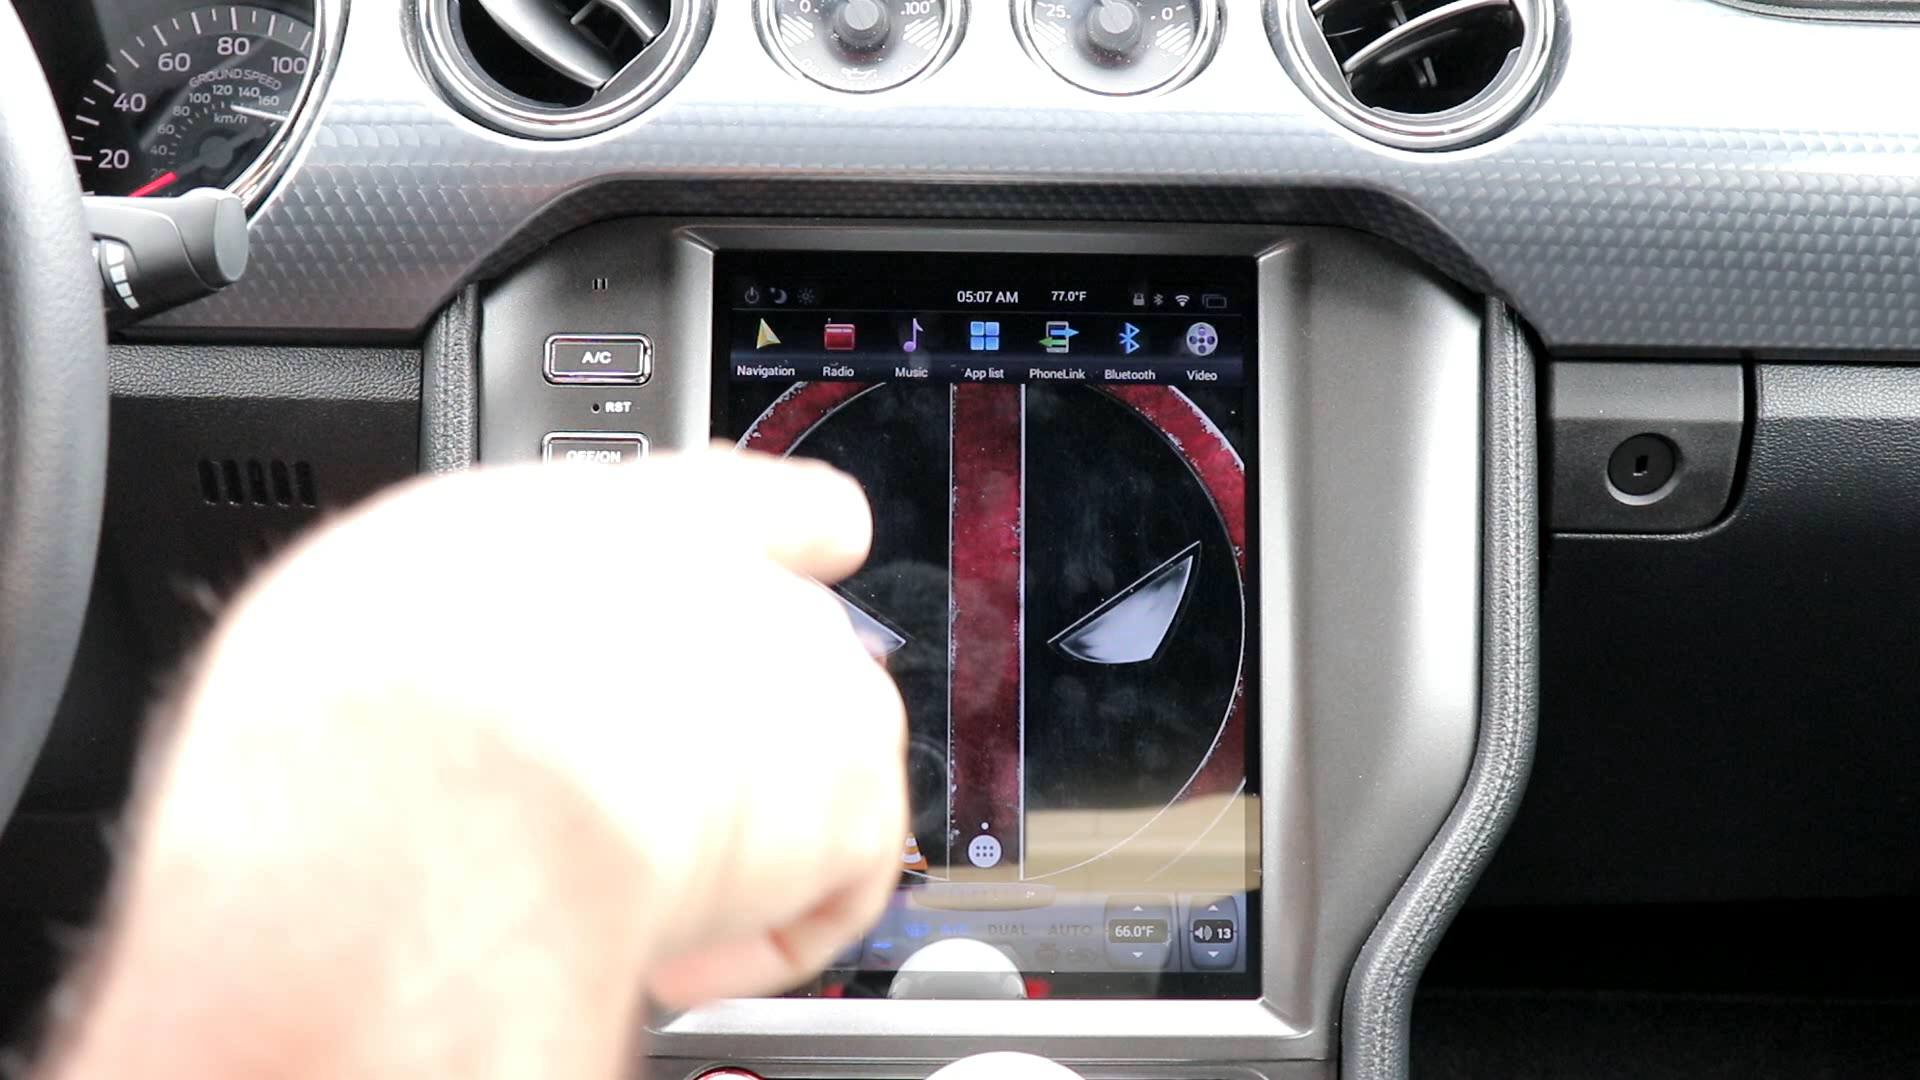 0 100
25 0
20 40 60 80 100
GROUND SPEED
40 60 80 100 120 140 160
km/h
05:07 AM 77.0°F
A/C
Navigation Radio Music App list PhoneLink Bluetooth Video
RST
OFF/ON
DUAL AUTO 66.0°F 13